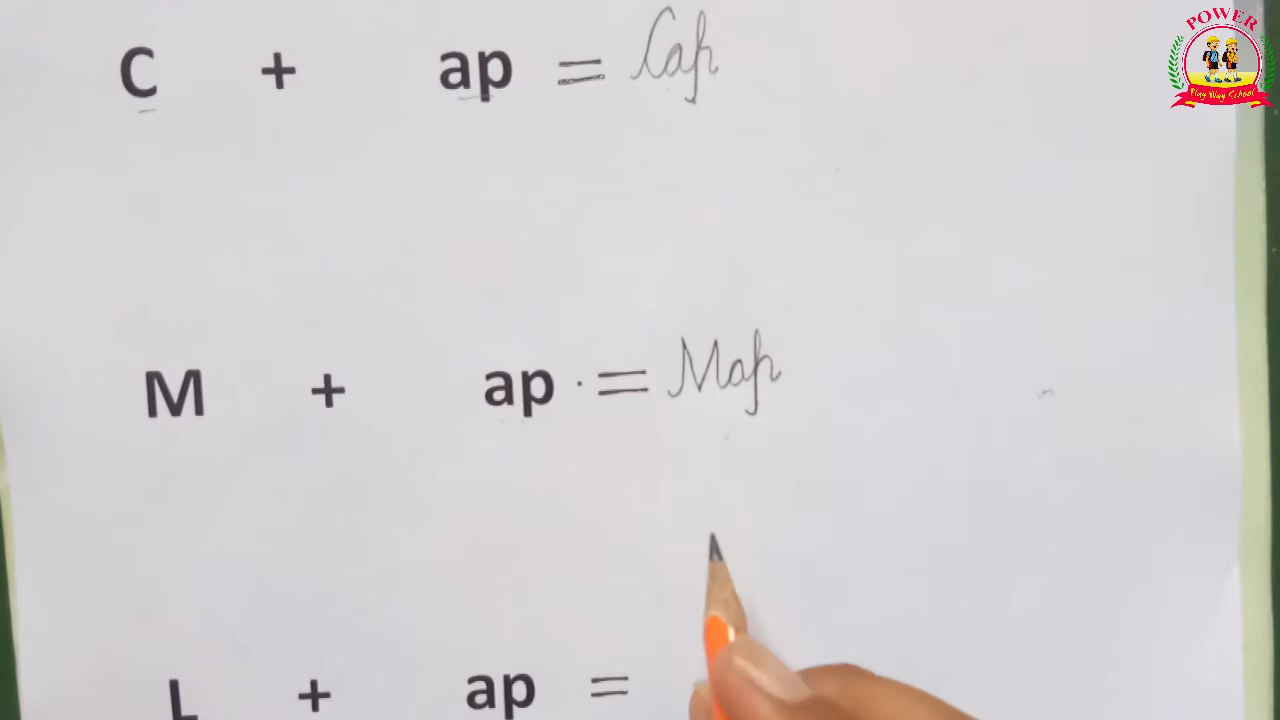 POWER
Play Way School
C + ap = Cap
M + ap = Map
L + ap =